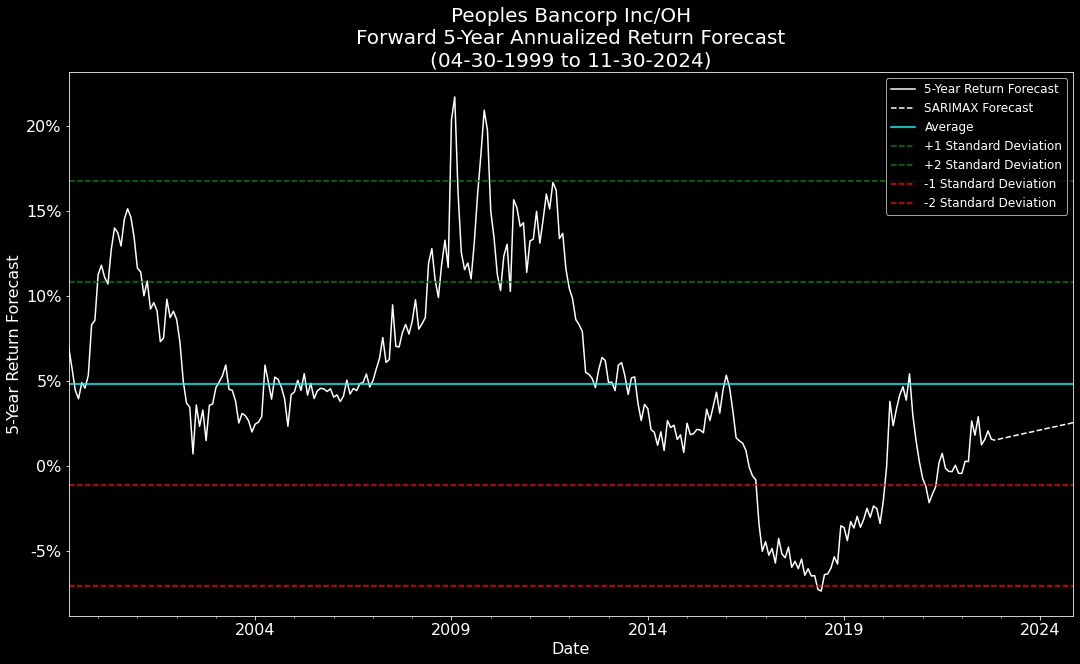 Peoples Bancorp Inc/OH
Forward 5-Year Annualized Return Forecast
(04-30-1999 to 11-30-2024)
5-Year Return Forecast
SARIMAX Forecast
Average
+1 Standard Deviation
+2 Standard Deviation
-1 Standard Deviation
-2 Standard Deviation
5-Year Return Forecast
20%
15%
10%
5%
0%
-5%
2004
2009
2014
2019
2024
Date